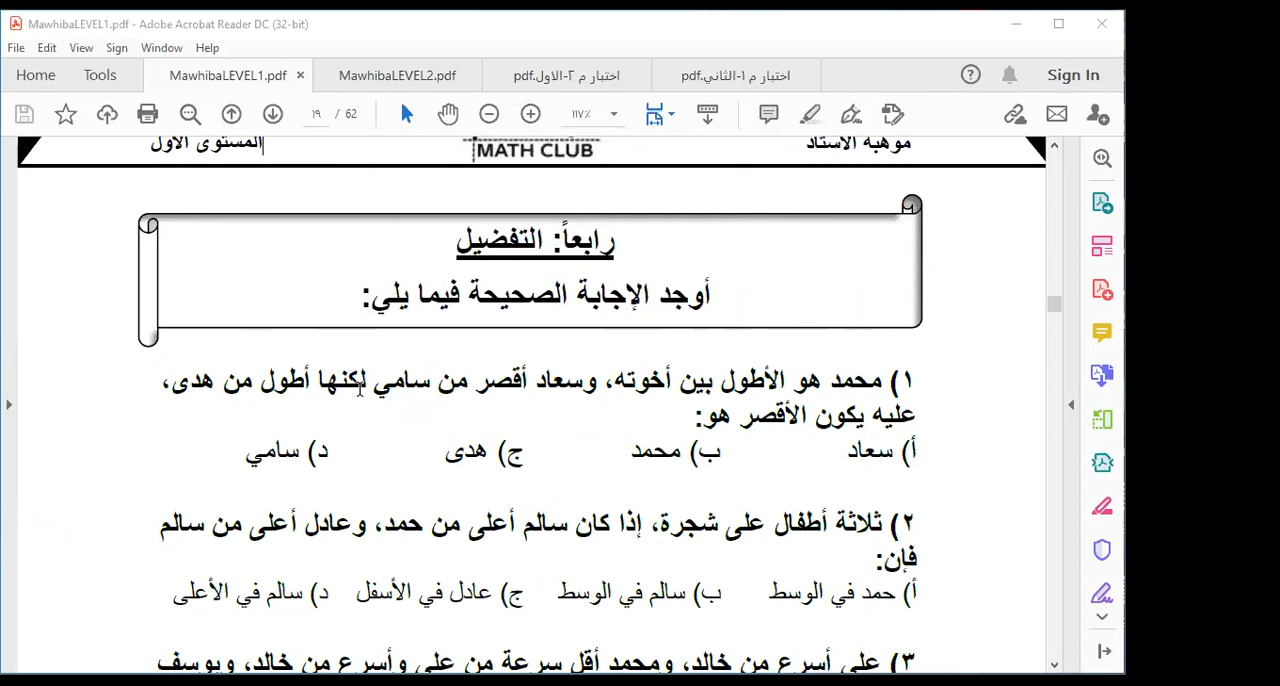 MawhibaLEVEL1.pdf - Adobe Acrobat Reader DC (32-bit)
File Edit View Sign Window Help
Home Tools MawhibaLEVEL1.pdf × MawhibaLEVEL2.pdf اختبار م ٢-الاول.pdf اختبار م ١-الثاني.pdf Sign In
١٩ / 62 ١١٧٪
موهبة الأستاذ MATH CLUB المستوى الأول
رابعاً: التفضيل
أوجد الإجابة الصحيحة فيما يلي:
١) محمد هو الأطول بين أخوته، وسعاد أقصر من سامي لكنها أطول من هدى،
عليه يكون الأقصر هو:
أ) سعاد ب) محمد ج) هدى د) سامي
٢) ثلاثة أطفال على شجرة، إذا كان سالم أعلى من حمد، وعادل أعلى من سالم
فإن:
أ) حمد في الوسط ب) سالم في الوسط ج) عادل في الأسفل د) سالم في الأعلى
٣) علي أسرع من خالد، ومحمد أقل سرعة من علي وأسرع من خالد، ويوسف